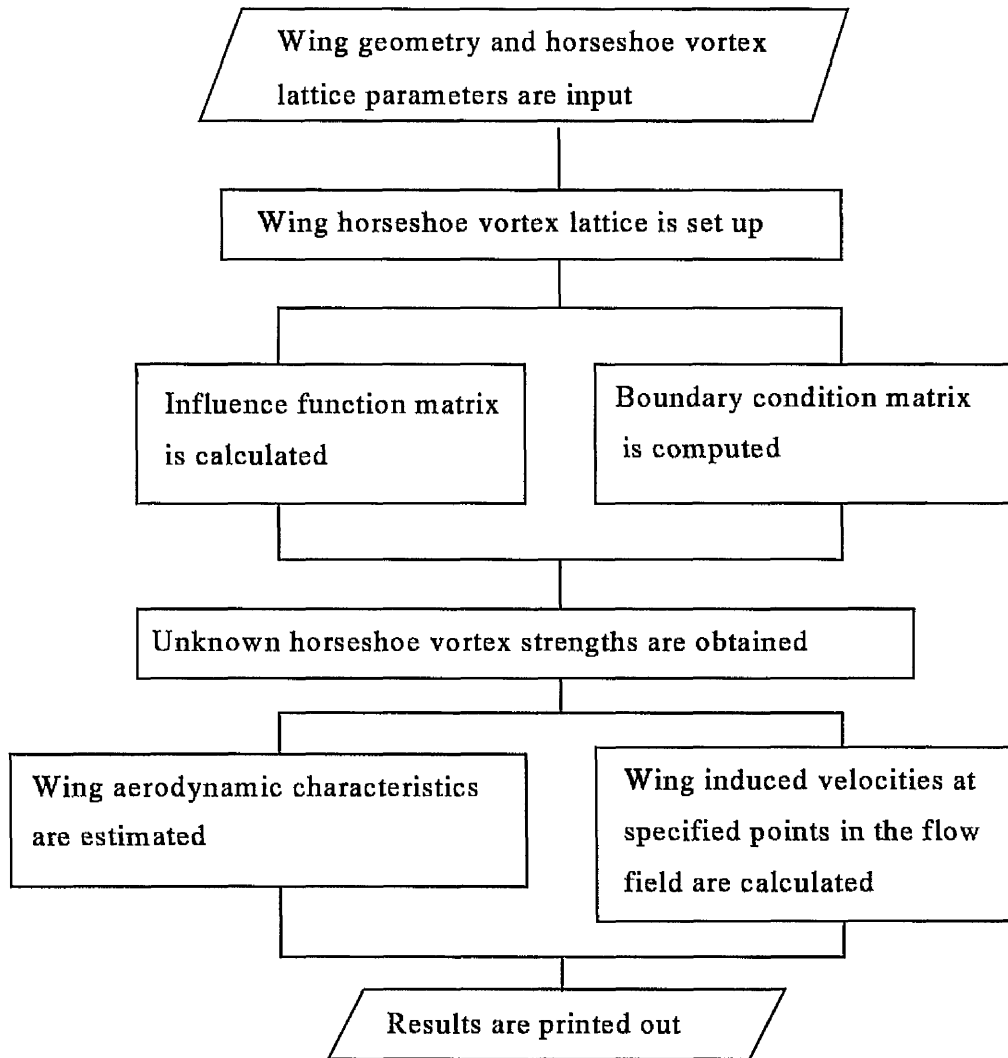 Wing geometry and horseshoe vortex
lattice parameters are input
Wing horseshoe vortex lattice is set up
Influence function matrix
is calculated
Boundary condition matrix
is computed
Unknown horseshoe vortex strengths are obtained
Wing aerodynamic characteristics
are estimated
Wing induced velocities at
specified points in the flow
field are calculated
Results are printed out